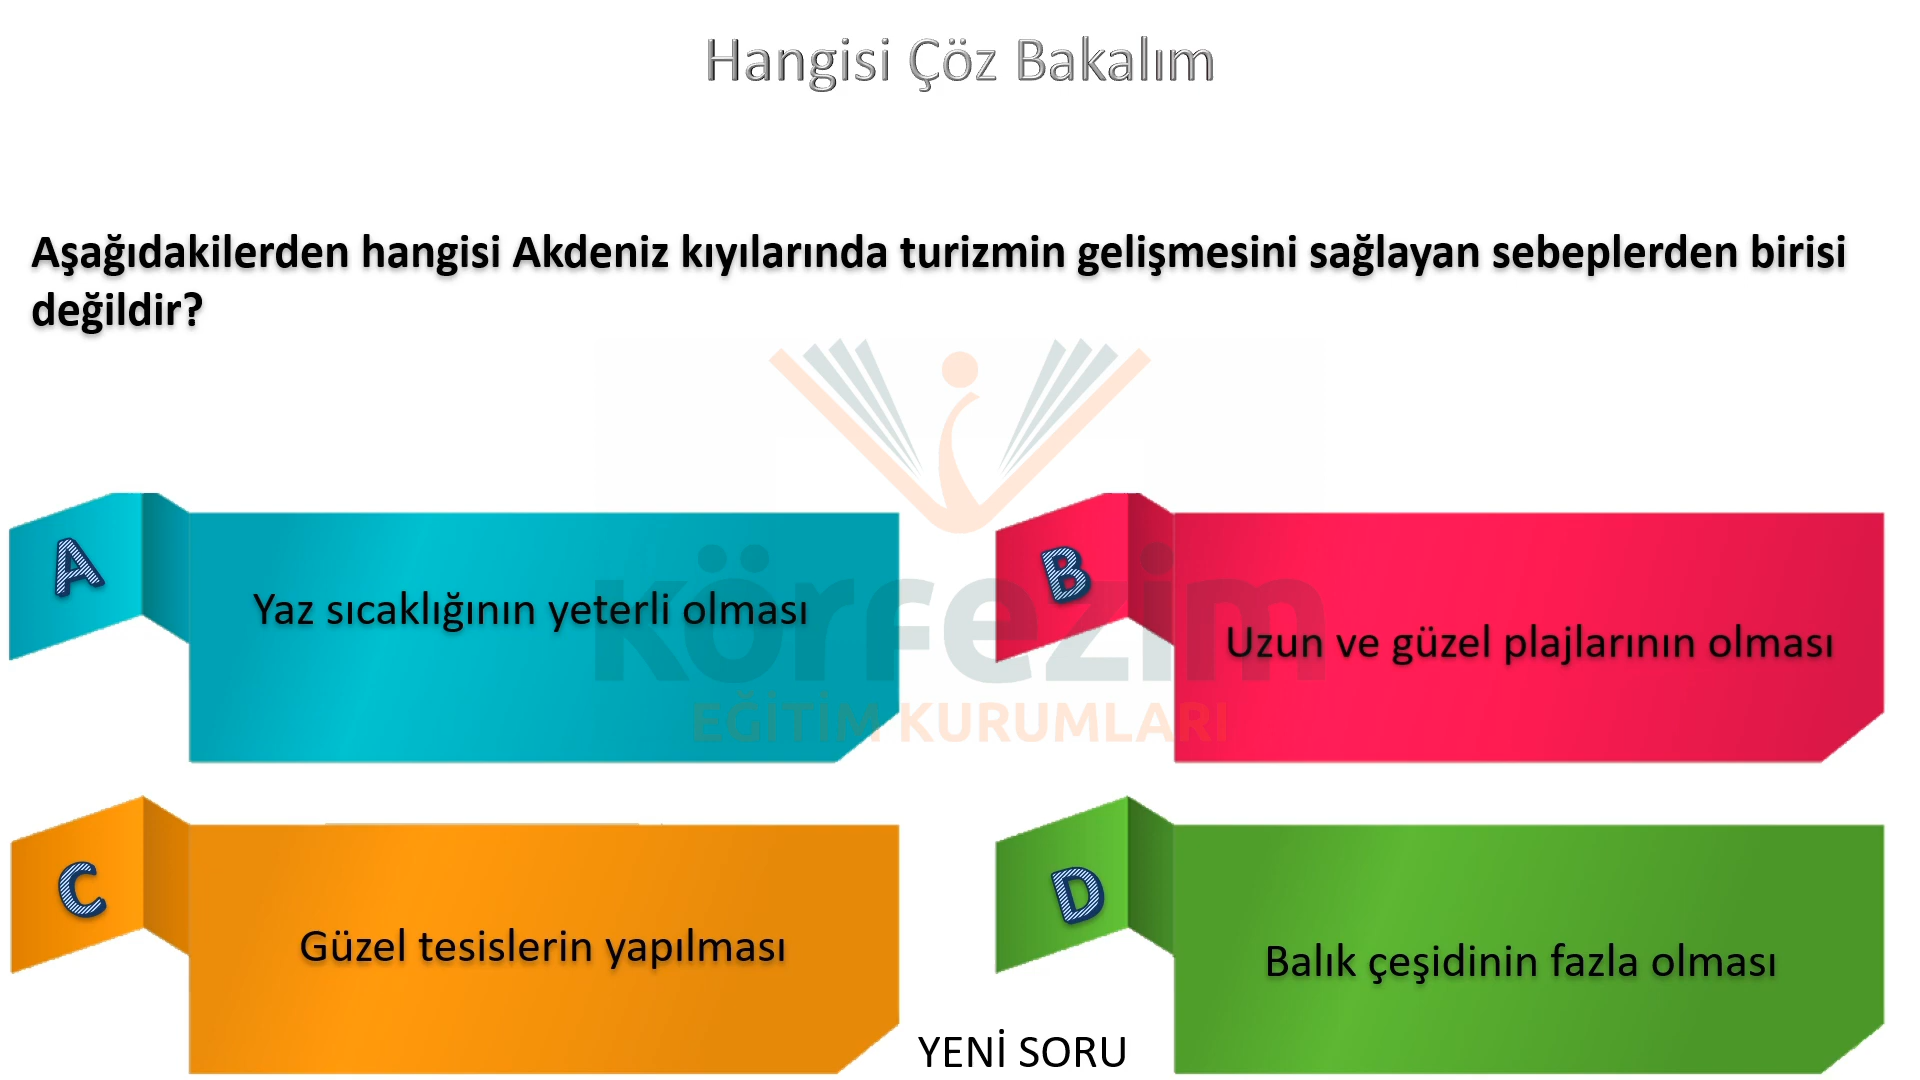 Hangisi Çöz Bakalım
Aşağıdakilerden hangisi Akdeniz kıyılarında turizmin gelişmesini sağlayan sebeplerden birisi
değildir?
A
Yaz sıcaklığının yeterli olması
B
Uzun ve güzel plajlarının olması
körfezim
EĞİTİM KURUMLARI
C
Güzel tesislerin yapılması
D
Balık çeşidinin fazla olması
YENİ SORU